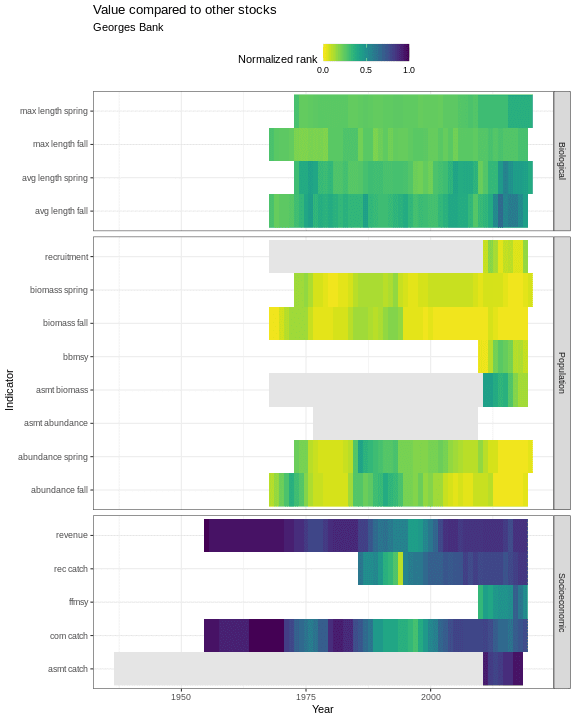 Value compared to other stocks
Georges Bank
Normalized rank
0.0 0.5 1.0
max length spring
max length fall
avg length spring
avg length fall
Biological
recruitment
biomass spring
biomass fall
bbmsy
asmt biomass
asmt abundance
abundance spring
abundance fall
Population
revenue
rec catch
ffmsy
com catch
asmt catch
Socioeconomic
Indicator
1950 1975 2000
Year